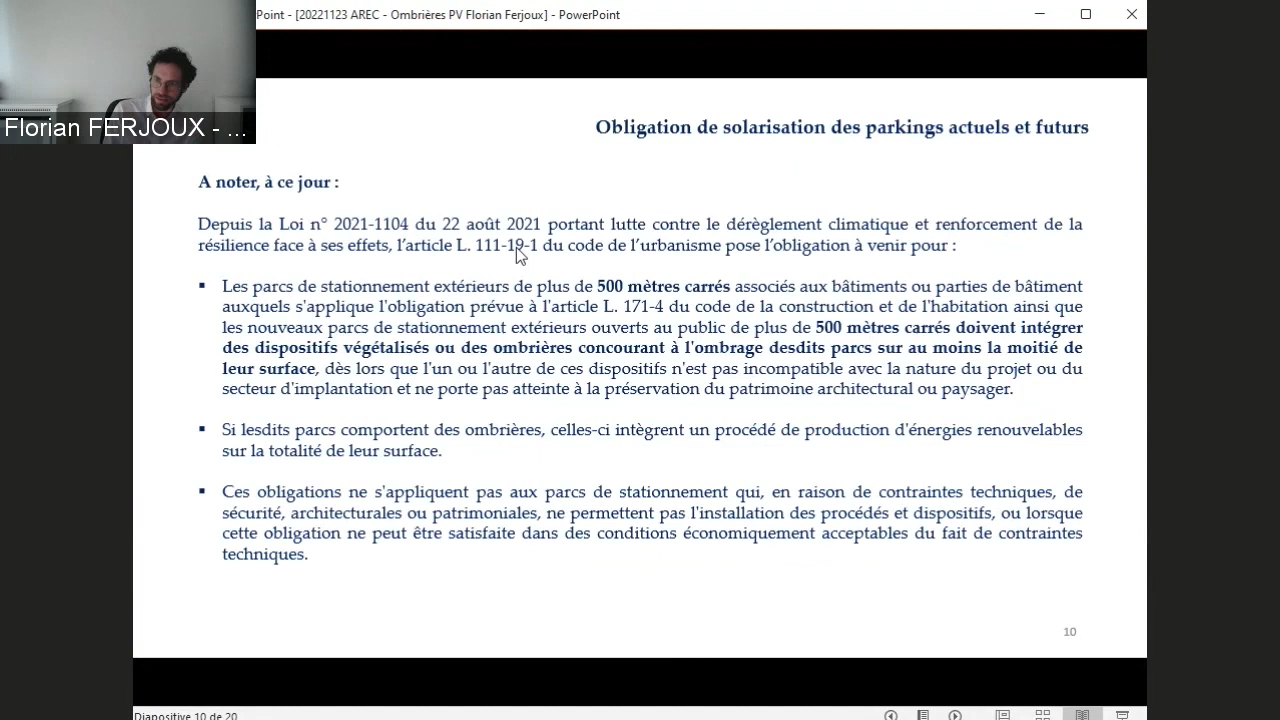 Point - [20221123 AREC - Ombrières PV Florian Ferjoux] - PowerPoint
Florian FERJOUX - ...
Obligation de solarisation des parkings actuels et futurs
A noter, à ce jour :
Depuis la Loi n° 2021-1104 du 22 août 2021 portant lutte contre le dérèglement climatique et renforcement de la
résilience face à ses effets, l'article L. 111-19-1 du code de l'urbanisme pose l'obligation à venir pour :
▪ Les parcs de stationnement extérieurs de plus de 500 mètres carrés associés aux bâtiments ou parties de bâtiment
auxquels s'applique l'obligation prévue à l'article L. 171-4 du code de la construction et de l'habitation ainsi que
les nouveaux parcs de stationnement extérieurs ouverts au public de plus de 500 mètres carrés doivent intégrer
des dispositifs végétalisés ou des ombrières concourant à l'ombrage desdits parcs sur au moins la moitié de
leur surface, dès lors que l'un ou l'autre de ces dispositifs n'est pas incompatible avec la nature du projet ou du
secteur d'implantation et ne porte pas atteinte à la préservation du patrimoine architectural ou paysager.
▪ Si lesdits parcs comportent des ombrières, celles-ci intègrent un procédé de production d'énergies renouvelables
sur la totalité de leur surface.
▪ Ces obligations ne s'appliquent pas aux parcs de stationnement qui, en raison de contraintes techniques, de
sécurité, architecturales ou patrimoniales, ne permettent pas l'installation des procédés et dispositifs, ou lorsque
cette obligation ne peut être satisfaite dans des conditions économiquement acceptables du fait de contraintes
techniques.
10
Diapositive 10 de 20